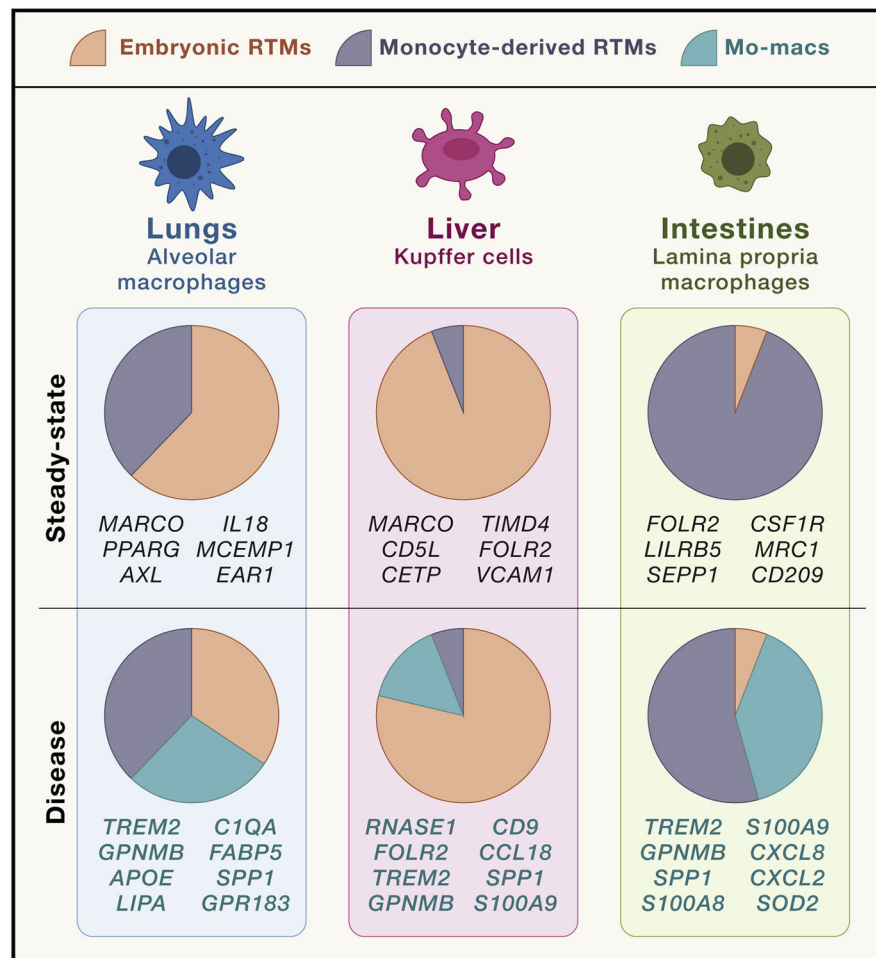 Embryonic RTMs Monocyte-derived RTMs Mo-macs
Lungs
Alveolar
macrophages
Liver
Kupffer cells
Intestines
Lamina propria
macrophages
Steady-state
MARCO IL18
PPARG MCEMP1
AXL EAR1
MARCO TIMD4
CD5L FOLR2
CETP VCAM1
FOLR2 CSF1R
LILRB5 MRC1
SEPP1 CD209
Disease
TREM2 C1QA
GPNMB FABP5
APOE SPP1
LIPA GPR183
RNASE1 CD9
FOLR2 CCL18
TREM2 SPP1
GPNMB S100A9
TREM2 S100A9
GPNMB CXCL8
SPP1 CXCL2
S100A8 SOD2